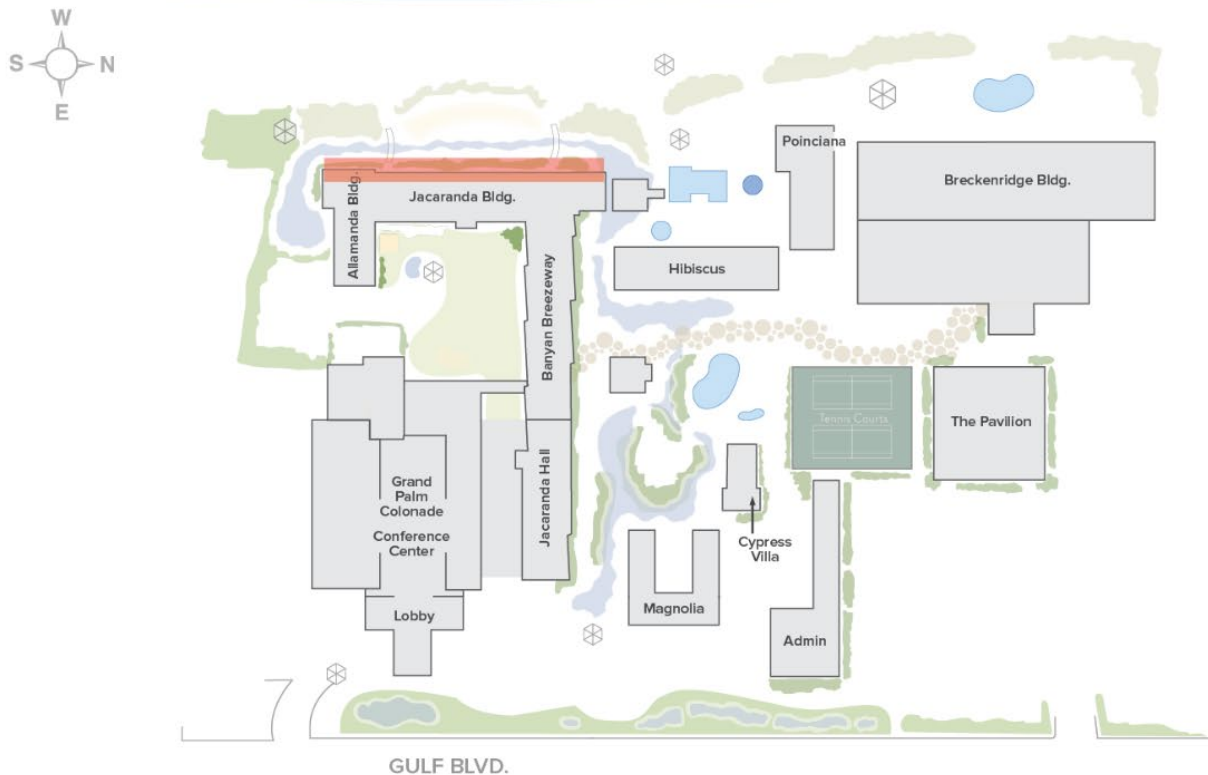 W
S N
E
Poinciana
Breckenridge Bldg.
Allamanda Bldg.
Jacaranda Bldg.
Hibiscus
Banyan Breezeway
Tennis Courts
The Pavilion
Grand
Palm
Colonade
Conference
Center
Jacaranda Hall
Cypress
Villa
Lobby
Magnolia
Admin
GULF BLVD.